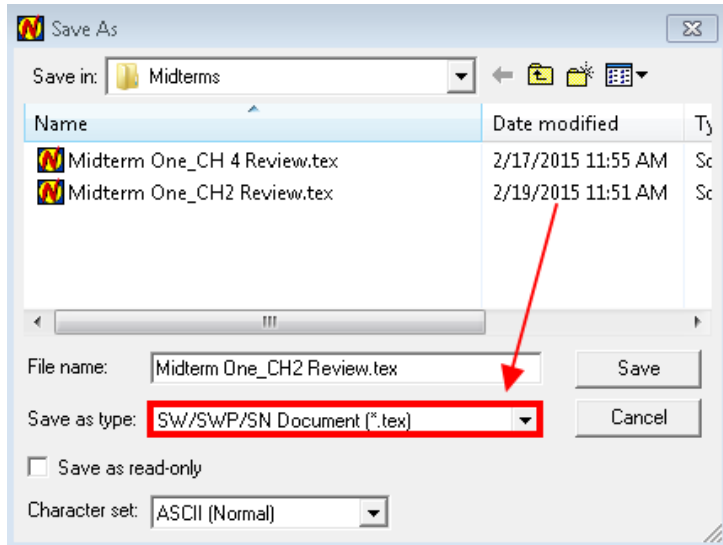 Save As
Save in: Midterms
Name Date modified Ty
Midterm One_CH 4 Review.tex 2/17/2015 11:55 AM Sc
Midterm One_CH2 Review.tex 2/19/2015 11:51 AM Sc
File name: Midterm One_CH2 Review.tex Save
Save as type: SW/SWP/SN Document (*.tex) Cancel
Save as read-only
Character set: ASCII (Normal)